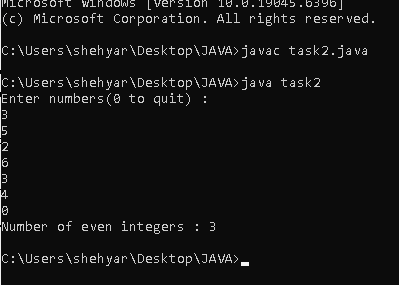 Microsoft Windows [Version 10.0.19045.6396]
(c) Microsoft Corporation. All rights reserved.
C:\Users\shehyar\Desktop\JAVA>javac task2.java
C:\Users\shehyar\Desktop\JAVA>java task2
Enter numbers(0 to quit) :
3
5
2
6
3
4
0
Number of even integers : 3
C:\Users\shehyar\Desktop\JAVA>